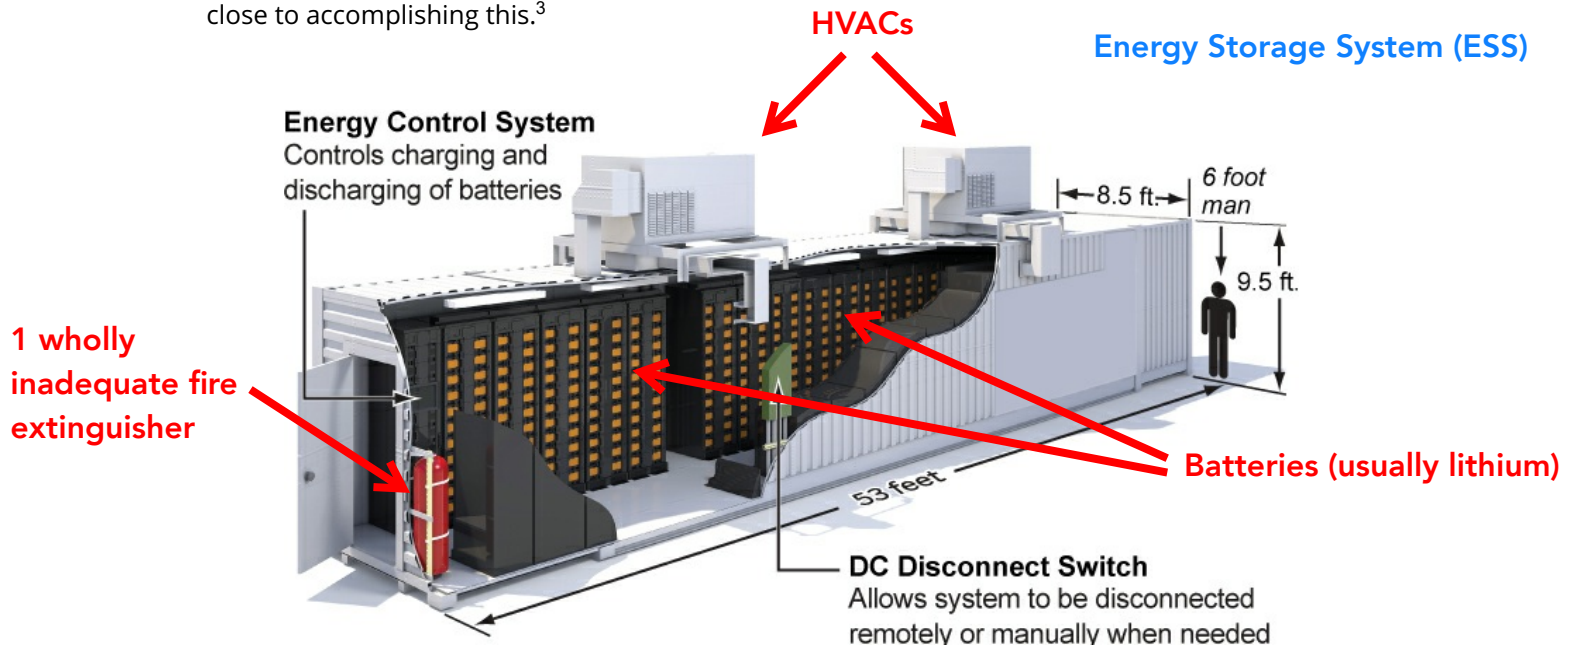 close to accomplishing this.³
HVACs
Energy Storage System (ESS)
Energy Control System
Controls charging and
discharging of batteries
8.5 ft.
6 foot
man
9.5 ft.
1 wholly
inadequate fire
extinguisher
Batteries (usually lithium)
53 feet
DC Disconnect Switch
Allows system to be disconnected
remotely or manually when needed